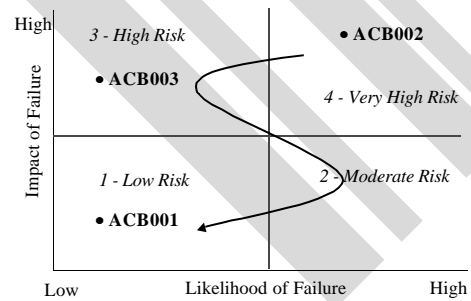 High
3 - High Risk
ACB002
ACB003
4 - Very High Risk
Impact of Failure
1 - Low Risk
2 - Moderate Risk
ACB001
Low
Likelihood of Failure
High